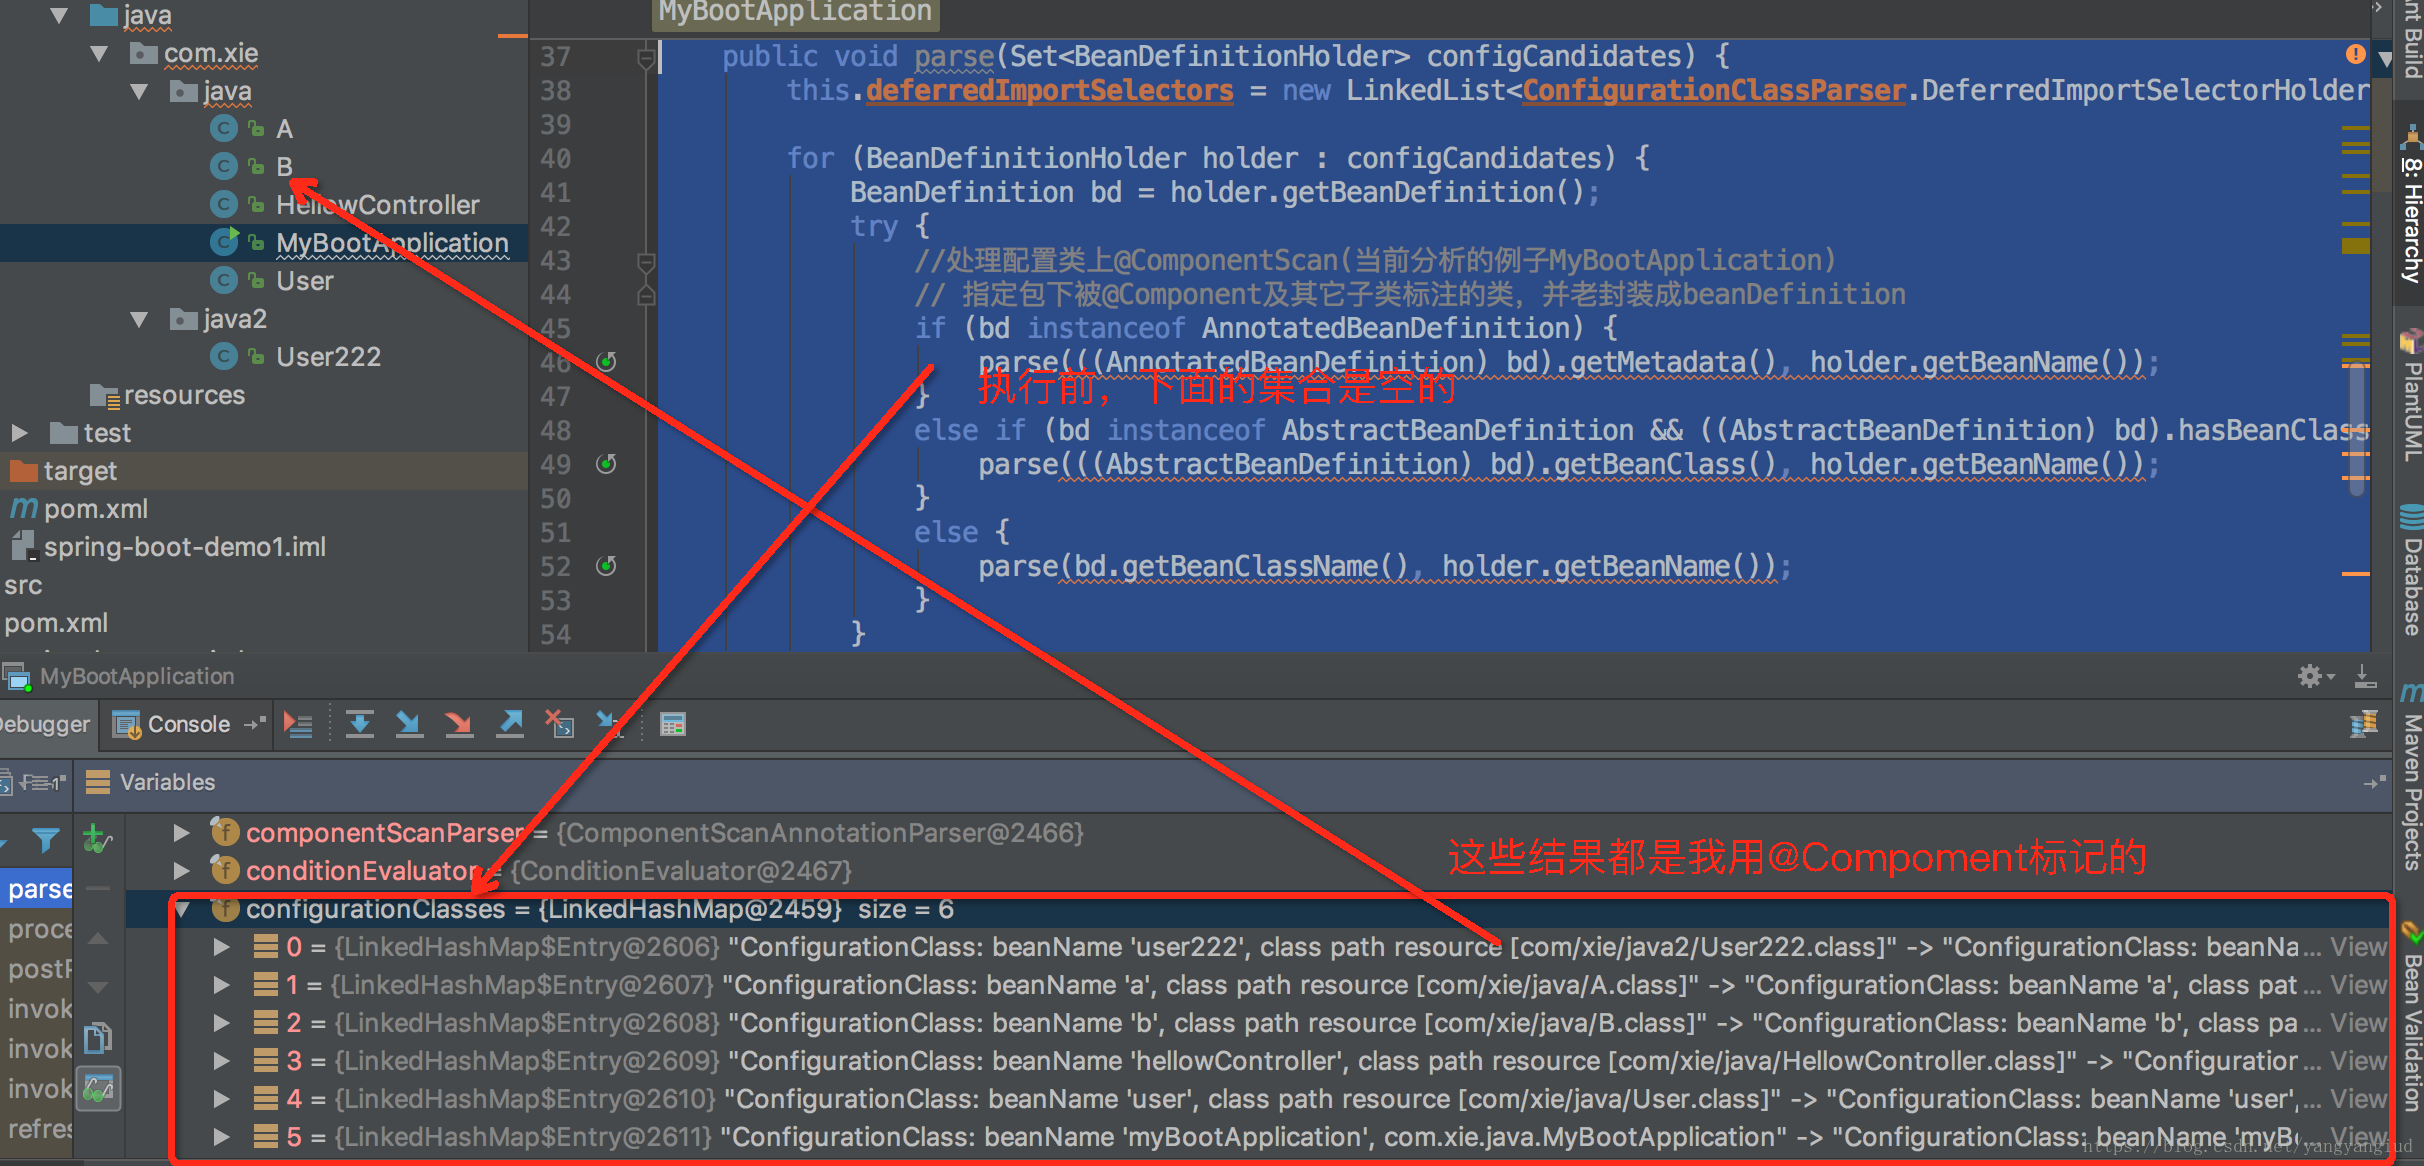 java
com.xie
java
A
B
HellowController
MyBootApplication
User
java2
User222
resources
test
target
pom.xml
spring-boot-demo1.iml
src
pom.xml
MyBootApplication
37 public void parse(Set<BeanDefinitionHolder> configCandidates) {
38 this.deferredImportSelectors = new LinkedList<ConfigurationClassParser.DeferredImportSelectorHolder
39
40 for (BeanDefinitionHolder holder : configCandidates) {
41 BeanDefinition bd = holder.getBeanDefinition();
42 try {
43 //处理配置类上@ComponentScan(当前分析的例子MyBootApplication)
44 // 指定包下被@Component及其它子类标注的类，并老封装成beanDefinition
45 if (bd instanceof AnnotatedBeanDefinition) {
46 parse(((AnnotatedBeanDefinition) bd).getMetadata(), holder.getBeanName());
执行前，下面的集合是空的
47 }
48 else if (bd instanceof AbstractBeanDefinition && ((AbstractBeanDefinition) bd).hasBeanClass
49 parse(((AbstractBeanDefinition) bd).getBeanClass(), holder.getBeanName());
50 }
51 else {
52 parse(bd.getBeanClassName(), holder.getBeanName());
53 }
54 }
Ant Build
8: Hierarchy
PlantUML
Database
Maven Projects
Bean Validation
MyBootApplication
Debugger
Console
Variables
componentScanParser = {ComponentScanAnnotationParser@2466}
conditionEvaluator = {ConditionEvaluator@2467}
这些结果都是我用@Compoment标记的
configurationClasses = {LinkedHashMap@2459} size = 6
0 = {LinkedHashMap$Entry@2606} "ConfigurationClass: beanName 'user222', class path resource [com/xie/java2/User222.class]" -> "ConfigurationClass: beanNa... View
1 = {LinkedHashMap$Entry@2607} "ConfigurationClass: beanName 'a', class path resource [com/xie/java/A.class]" -> "ConfigurationClass: beanName 'a', class pat... View
2 = {LinkedHashMap$Entry@2608} "ConfigurationClass: beanName 'b', class path resource [com/xie/java/B.class]" -> "ConfigurationClass: beanName 'b', class pa... View
3 = {LinkedHashMap$Entry@2609} "ConfigurationClass: beanName 'hellowController', class path resource [com/xie/java/HellowController.class]" -> "Configuration... View
4 = {LinkedHashMap$Entry@2610} "ConfigurationClass: beanName 'user', class path resource [com/xie/java/User.class]" -> "ConfigurationClass: beanName 'user',... View
5 = {LinkedHashMap$Entry@2611} "ConfigurationClass: beanName 'myBootApplication', com.xie.java.MyBootApplication" -> "ConfigurationClass: beanName 'myBo... View
parse
proce
postP
invok
invok
invok
refres